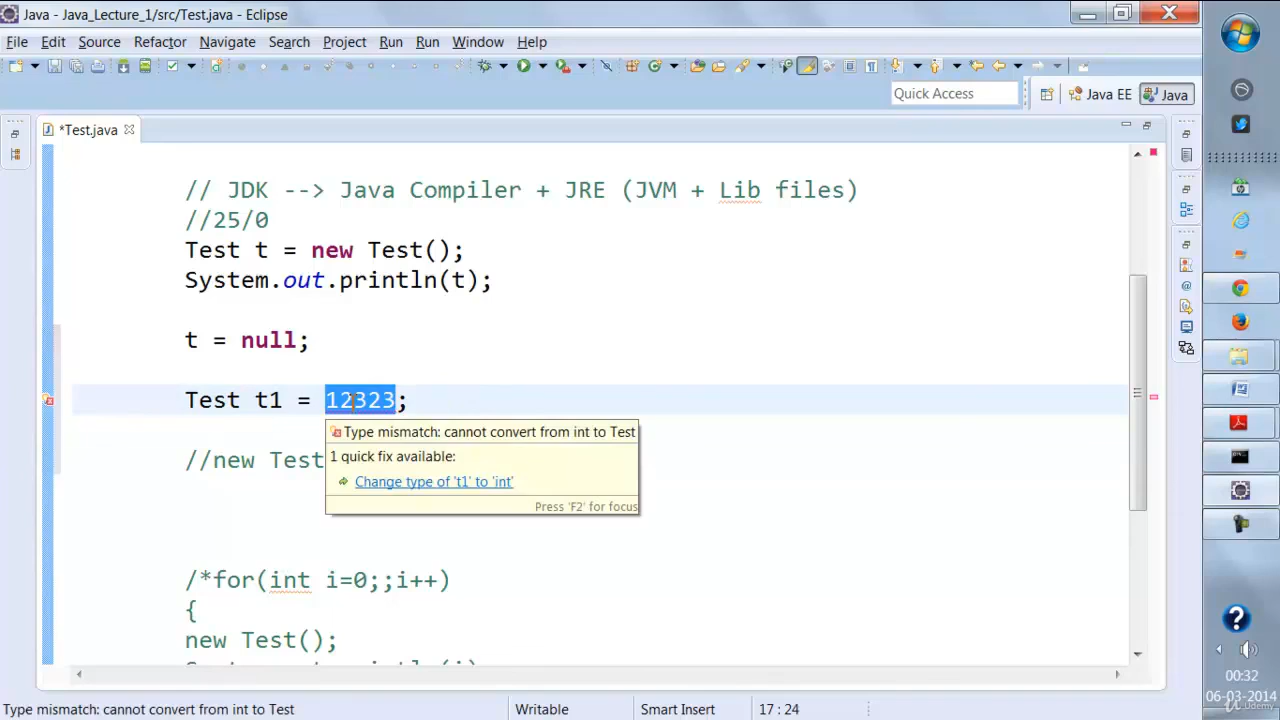 Java - Java_Lecture_1/src/Test.java - Eclipse
File Edit Source Refactor Navigate Search Project Run Run Window Help
Quick Access Java EE Java
*Test.java
// JDK --> Java Compiler + JRE (JVM + Lib files)
//25/0
Test t = new Test();
System.out.println(t);
t = null;
Test t1 = 12323;
Type mismatch: cannot convert from int to Test
1 quick fix available:
Change type of 't1' to 'int'
Press 'F2' for focus
//new Test
/*for(int i=0;;i++)
{
new Test();
Type mismatch: cannot convert from int to Test Writable Smart Insert 17 : 24
00:32
06-03-2014
Udemy